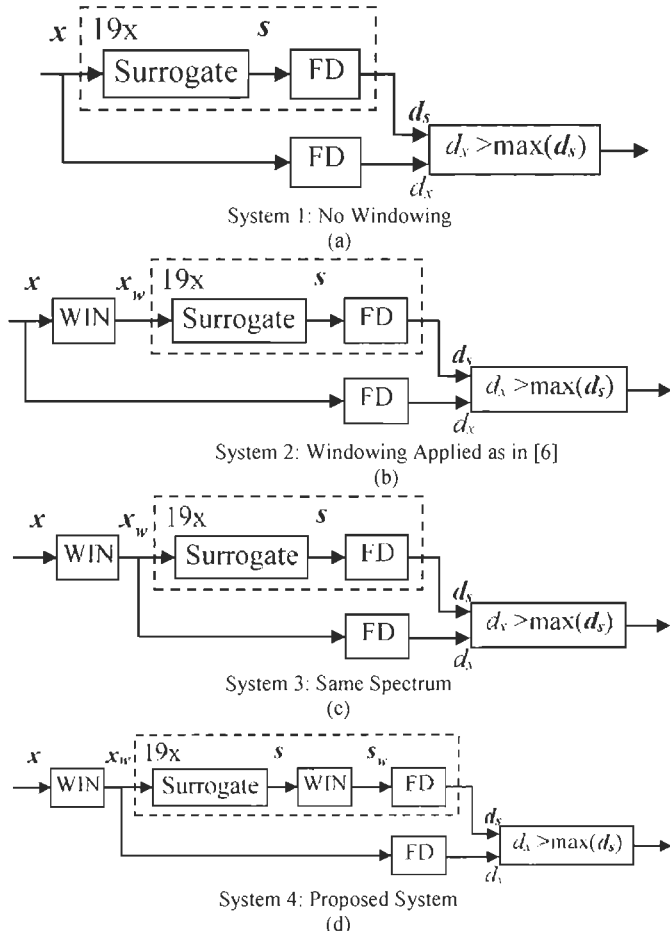 x 19x s
Surrogate FD
d_s
d_x >max(d_s)
FD
d_x
System 1: No Windowing
(a)
x x_w 19x s
WIN Surrogate FD
d_s
d_x >max(d_s)
FD
d_x
System 2: Windowing Applied as in [6]
(b)
x x_w 19x s
WIN Surrogate FD
d_s
d_x >max(d_s)
FD
d_x
System 3: Same Spectrum
(c)
x x_w 19x s s_w
WIN Surrogate WIN FD
d_s
d_x >max(d_s)
FD
d_x
System 4: Proposed System
(d)